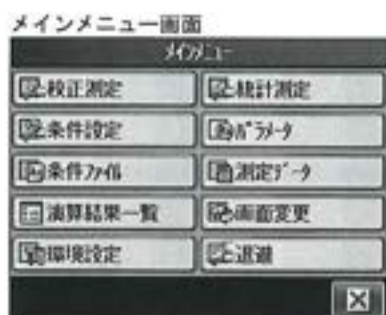 メインメニュー画面
ﾒｲﾝﾒﾆｭｰ
校正測定
統計測定
条件設定
ﾊﾟﾗﾒｰﾀ
条件ﾌｧｲﾙ
測定ﾃﾞｰﾀ
演算結果一覧
画面変更
環境設定